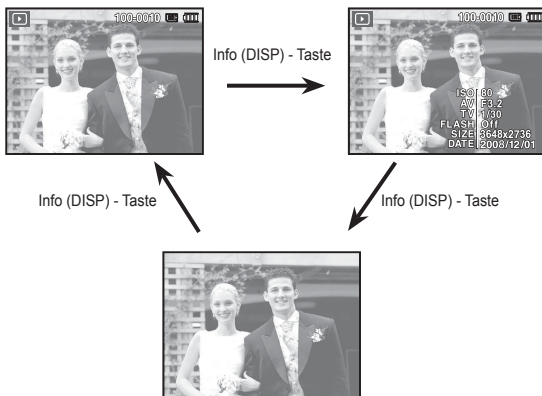 100-0010
Info (DISP) - Taste
100-0010
ISO 80
AV F3.2
TV 1/30
FLASH Off
SIZE 3648x2736
DATE 2008/12/01
Info (DISP) - Taste
Info (DISP) - Taste